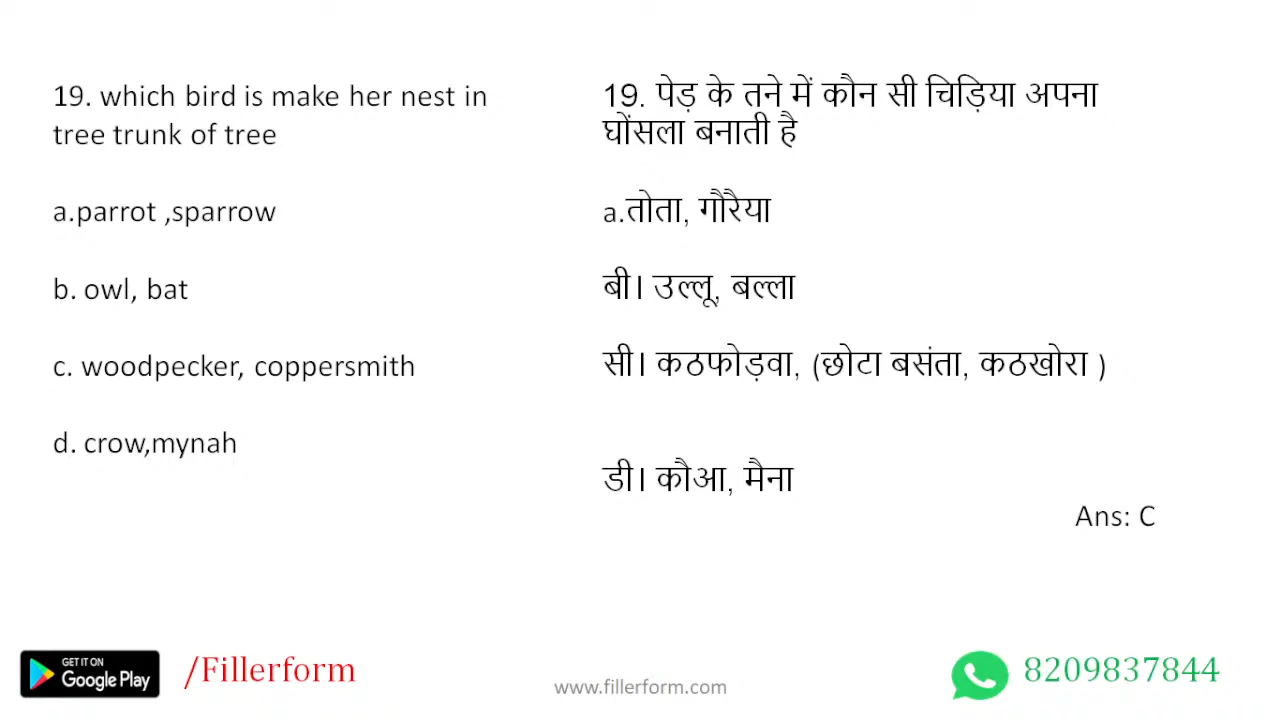 19. which bird is make her nest in
tree trunk of tree
a.parrot ,sparrow
b. owl, bat
c. woodpecker, coppersmith
d. crow,mynah
19. पेड़ के तने में कौन सी चिड़िया अपना
घोंसला बनाती है
a.तोता, गौरैया
बी। उल्लू, बल्ला
सी। कठफोड़वा, (छोटा बसंता, कठखोरा )
डी। कौआ, मैना
Ans: C
GET IT ON
Google Play
/Fillerform
www.fillerform.com
8209837844